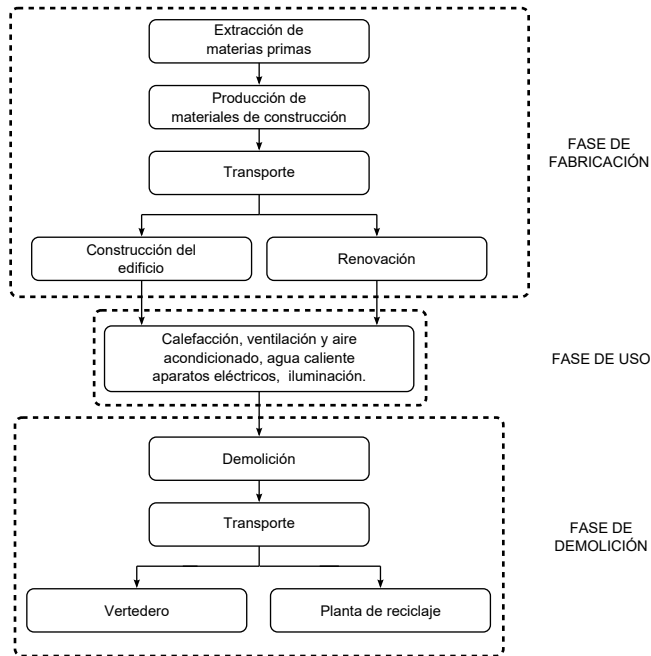 Extracción de
materias primas
Producción de
materiales de construcción
Transporte
FASE DE
FABRICACIÓN
Construcción del
edificio
Renovación
Calefacción, ventilación y aire
acondicionado, agua caliente
aparatos eléctricos,  iluminación.
FASE DE USO
Demolición
Transporte
FASE DE
DEMOLICIÓN
Vertedero
Planta de reciclaje